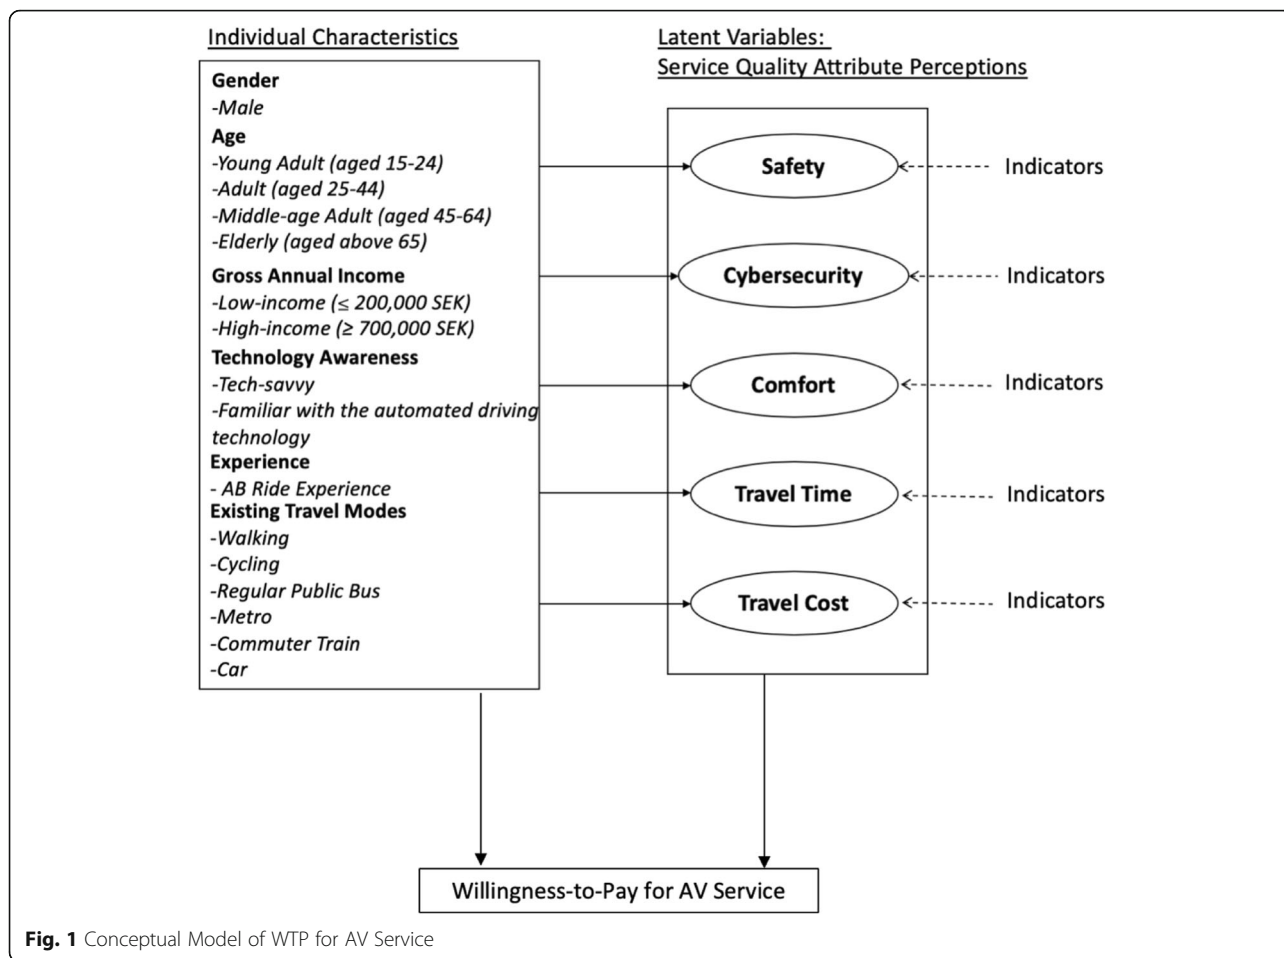 Individual Characteristics
Gender
-Male
Age
-Young Adult (aged 15-24)
-Adult (aged 25-44)
-Middle-age Adult (aged 45-64)
-Elderly (aged above 65)
Gross Annual Income
-Low-income (≤ 200,000 SEK)
-High-income (≥ 700,000 SEK)
Technology Awareness
-Tech-savvy
-Familiar with the automated driving
technology
Experience
- AB Ride Experience
Existing Travel Modes
-Walking
-Cycling
-Regular Public Bus
-Metro
-Commuter Train
-Car
Latent Variables:
Service Quality Attribute Perceptions
Safety
Indicators
Cybersecurity
Indicators
Comfort
Indicators
Travel Time
Indicators
Travel Cost
Indicators
Willingness-to-Pay for AV Service
Fig. 1 Conceptual Model of WTP for AV Service